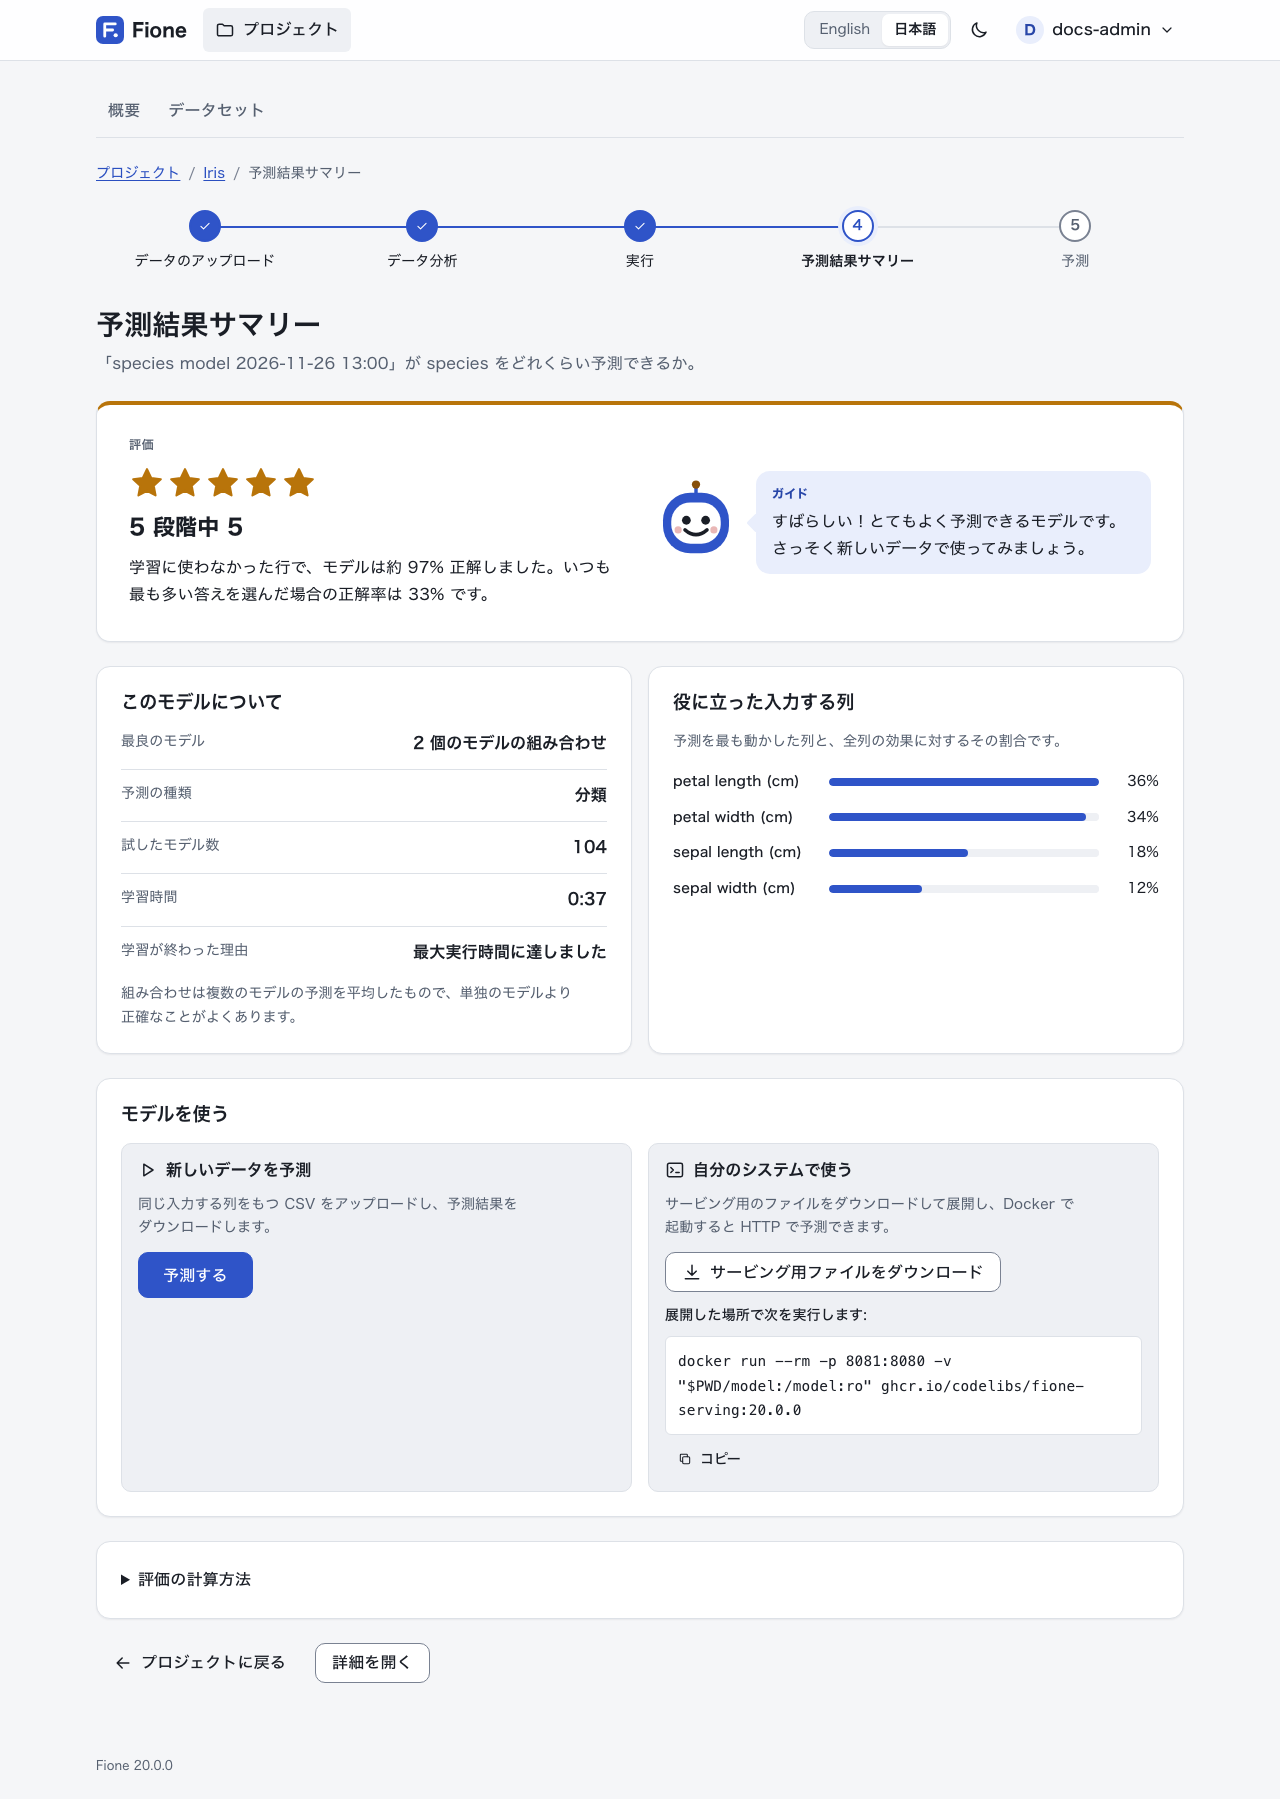 Fione
プロジェクト
English
日本語
D docs-admin
概要
データセット
プロジェクト / Iris / 予測結果サマリー
4
5
データのアップロード
データ分析
実行
予測結果サマリー
予測
予測結果サマリー
「species model 2026-11-26 13:00」が species をどれくらい予測できるか。
評価
5 段階中 5
学習に使わなかった行で、モデルは約 97% 正解しました。いつも
最も多い答えを選んだ場合の正解率は 33% です。
ガイド
すばらしい！とてもよく予測できるモデルです。
さっそく新しいデータで使ってみましょう。
このモデルについて
最良のモデル 2 個のモデルの組み合わせ
予測の種類 分類
試したモデル数 104
学習時間 0:37
学習が終わった理由 最大実行時間に達しました
組み合わせは複数のモデルの予測を平均したもので、単独のモデルより
正確なことがよくあります。
役に立った入力する列
予測を最も動かした列と、全列の効果に対するその割合です。
petal length (cm) 36%
petal width (cm) 34%
sepal length (cm) 18%
sepal width (cm) 12%
モデルを使う
新しいデータを予測
同じ入力する列をもつ CSV をアップロードし、予測結果を
ダウンロードします。
予測する
自分のシステムで使う
サービング用のファイルをダウンロードして展開し、Docker で
起動すると HTTP で予測できます。
サービング用ファイルをダウンロード
展開した場所で次を実行します:
docker run --rm -p 8081:8080 -v
"$PWD/model:/model:ro" ghcr.io/codelibs/fione-
serving:20.0.0
コピー
評価の計算方法
プロジェクトに戻る
詳細を開く
Fione 20.0.0